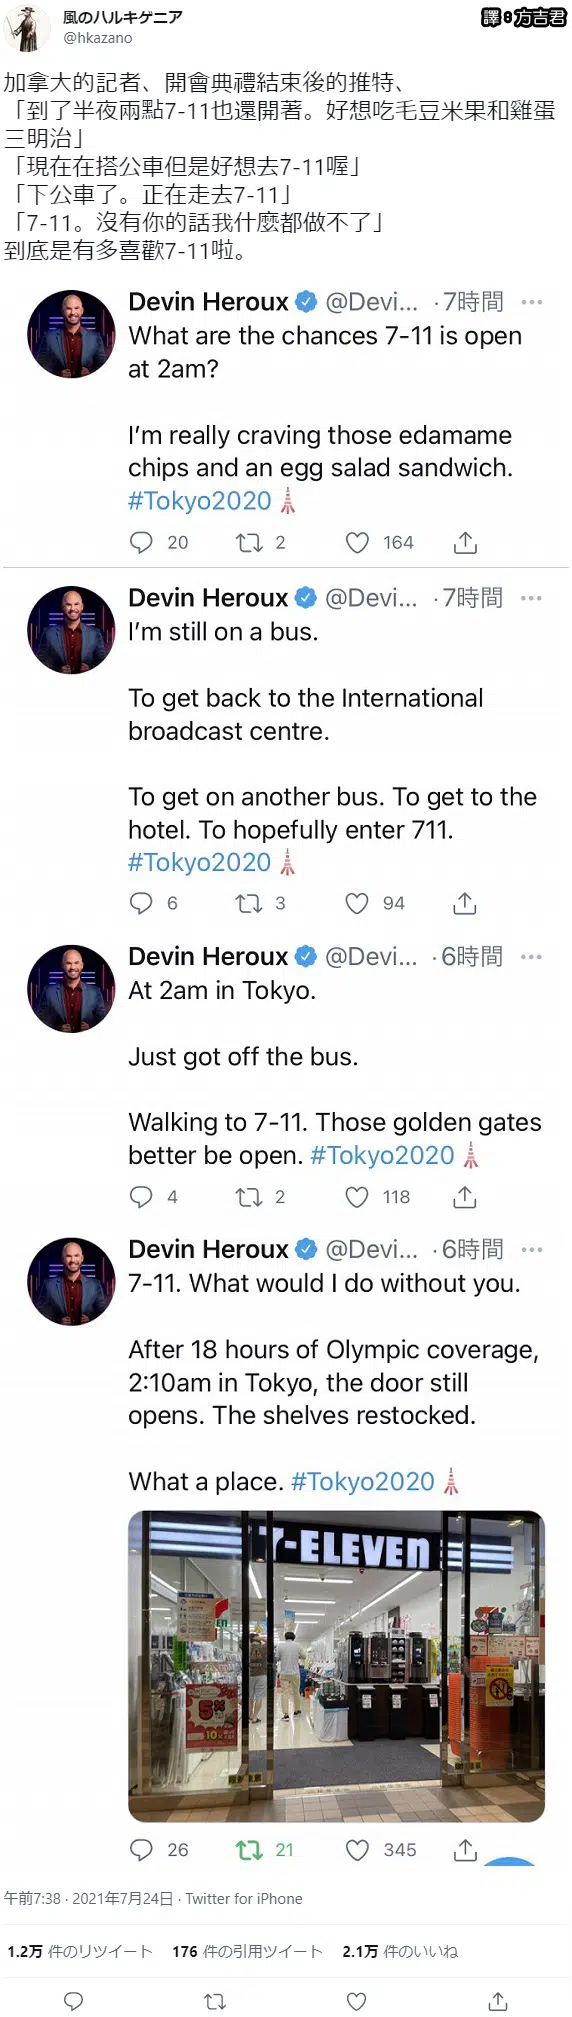 風のハルキゲニア
@hkazano
譯8方吉君
加拿大的記者、開會典禮結束後的推特、
「到了半夜兩點7-11也還開著。好想吃毛豆米果和雞蛋
三明治」
「現在在搭公車但是好想去7-11喔」
「下公車了。正在走去7-11」
「7-11。沒有你的話我什麼都做不了」
到底是有多喜歡7-11啦。
Devin Heroux @Devi... · 7時間
What are the chances 7-11 is open
at 2am?
I'm really craving those edamame
chips and an egg salad sandwich.
#Tokyo2020
20 2 164
Devin Heroux @Devi... · 7時間
I'm still on a bus.
To get back to the International
broadcast centre.
To get on another bus. To get to the
hotel. To hopefully enter 711.
#Tokyo2020
6 3 94
Devin Heroux @Devi... · 6時間
At 2am in Tokyo.
Just got off the bus.
Walking to 7-11. Those golden gates
better be open. #Tokyo2020
4 2 118
Devin Heroux @Devi... · 6時間
7-11. What would I do without you.
After 18 hours of Olympic coverage,
2:10am in Tokyo, the door still
opens. The shelves restocked.
What a place. #Tokyo2020
7-ELEVEn
5%
26 21 345
午前7:38 · 2021年7月24日 · Twitter for iPhone
1.2万 件のリツイート 176 件の引用ツイート 2.1万 件のいいね